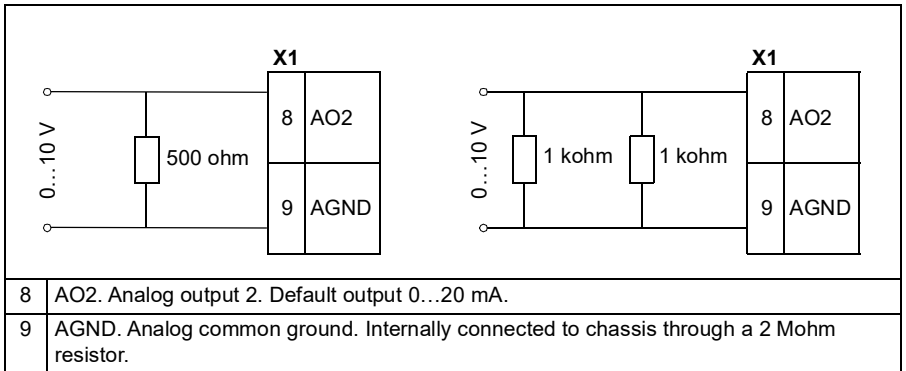 X1
0…10 V
500 ohm
8 AO2
9 AGND
X1
0…10 V
1 kohm
1 kohm
8 AO2
9 AGND
8 AO2. Analog output 2. Default output 0…20 mA.
9 AGND. Analog common ground. Internally connected to chassis through a 2 Mohm
resistor.